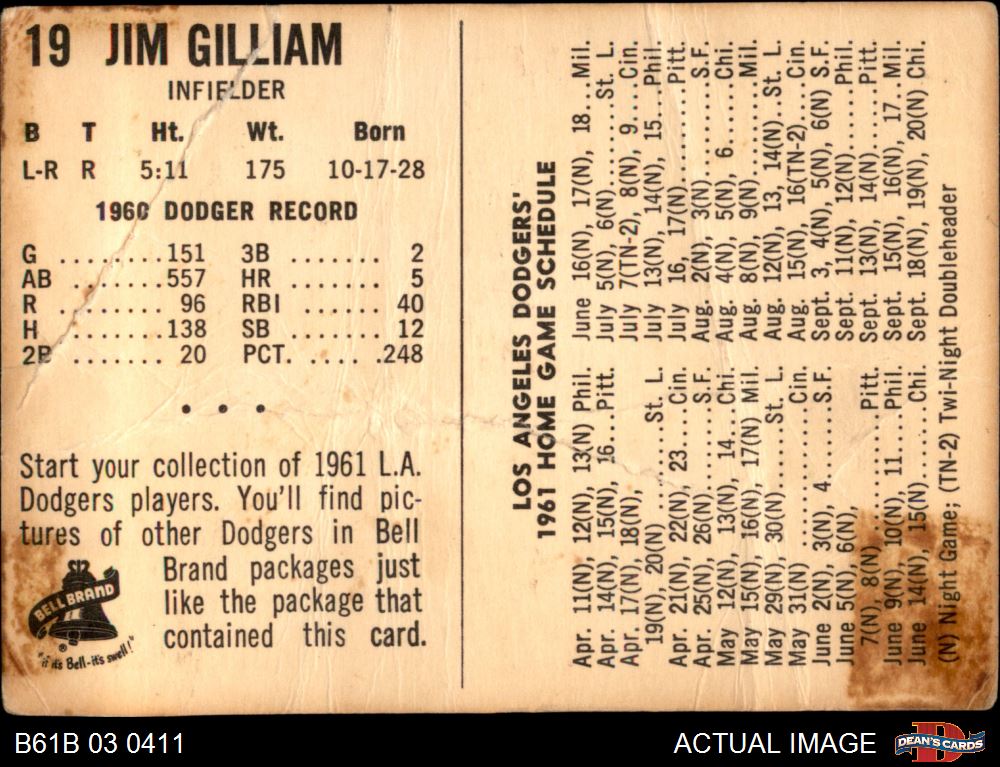 19 JIM GILLIAM
INFIELDER
B T Ht. Wt. Born
L-R R 5:11 175 10-17-28
1960 DODGER RECORD
G ........151 3B ....... 2
AB .......557 HR ....... 5
R ........ 96 RBI ...... 40
H ........138 SB ....... 12
2B ....... 20 PCT. ..... .248
• • •
Start your collection of 1961 L.A.
Dodgers players. You'll find pic-
tures of other Dodgers in Bell
Brand packages just
like the package that
contained this card.
BELL BRAND
®
"if it's Bell-it's swell!"
LOS ANGELES DODGERS'
1961 HOME GAME SCHEDULE
Apr. 11(N), 12(N), 13(N) Phil.
Apr. 14(N), 15(N), 16...Pitt.
Apr. 17(N), 18(N),
19(N), 20(N) ..........St. L.
Apr. 21(N), 22(N), 23....Cin.
Apr. 25(N), 26(N)........S.F.
May 12(N), 13(N), 14...Chi.
May 15(N), 16(N), 17(N) Mil.
May 29(N), 30(N),.....St. L.
May 31(N) ...............Cin.
June 2(N), 3(N), 4.......S.F.
June 5(N), 6(N),
7(N), 8(N) .............Pitt.
June 9(N), 10(N), 11....Phil.
June 14(N), 15(N)........Chi.
June 16(N), 17(N), 18...Mil.
July 5(N), 6(N).......St. L.
July 7(TN-2), 8(N), 9...Cin.
July 13(N), 14(N), 15...Phil.
July 16, 17(N)..........Pitt.
Aug. 2(N), 3(N).........S.F.
Aug. 4(N), 5(N), 6......Chi.
Aug. 8(N), 9(N).........Mil.
Aug. 12(N), 13, 14(N)..St. L.
Aug. 15(N), 16(TN-2)....Cin.
Sept. 3, 4(N), 5(N), 6(N) S.F.
Sept. 11(N), 12(N)......Phil.
Sept. 13(N), 14(N)......Pitt.
Sept. 15(N), 16(N), 17...Mil.
Sept. 18(N), 19(N), 20(N) Chi.
(N) Night Game; (TN-2) Twi-Night Doubleheader
B61B 03 0411
ACTUAL IMAGE
DEAN'S CARDS